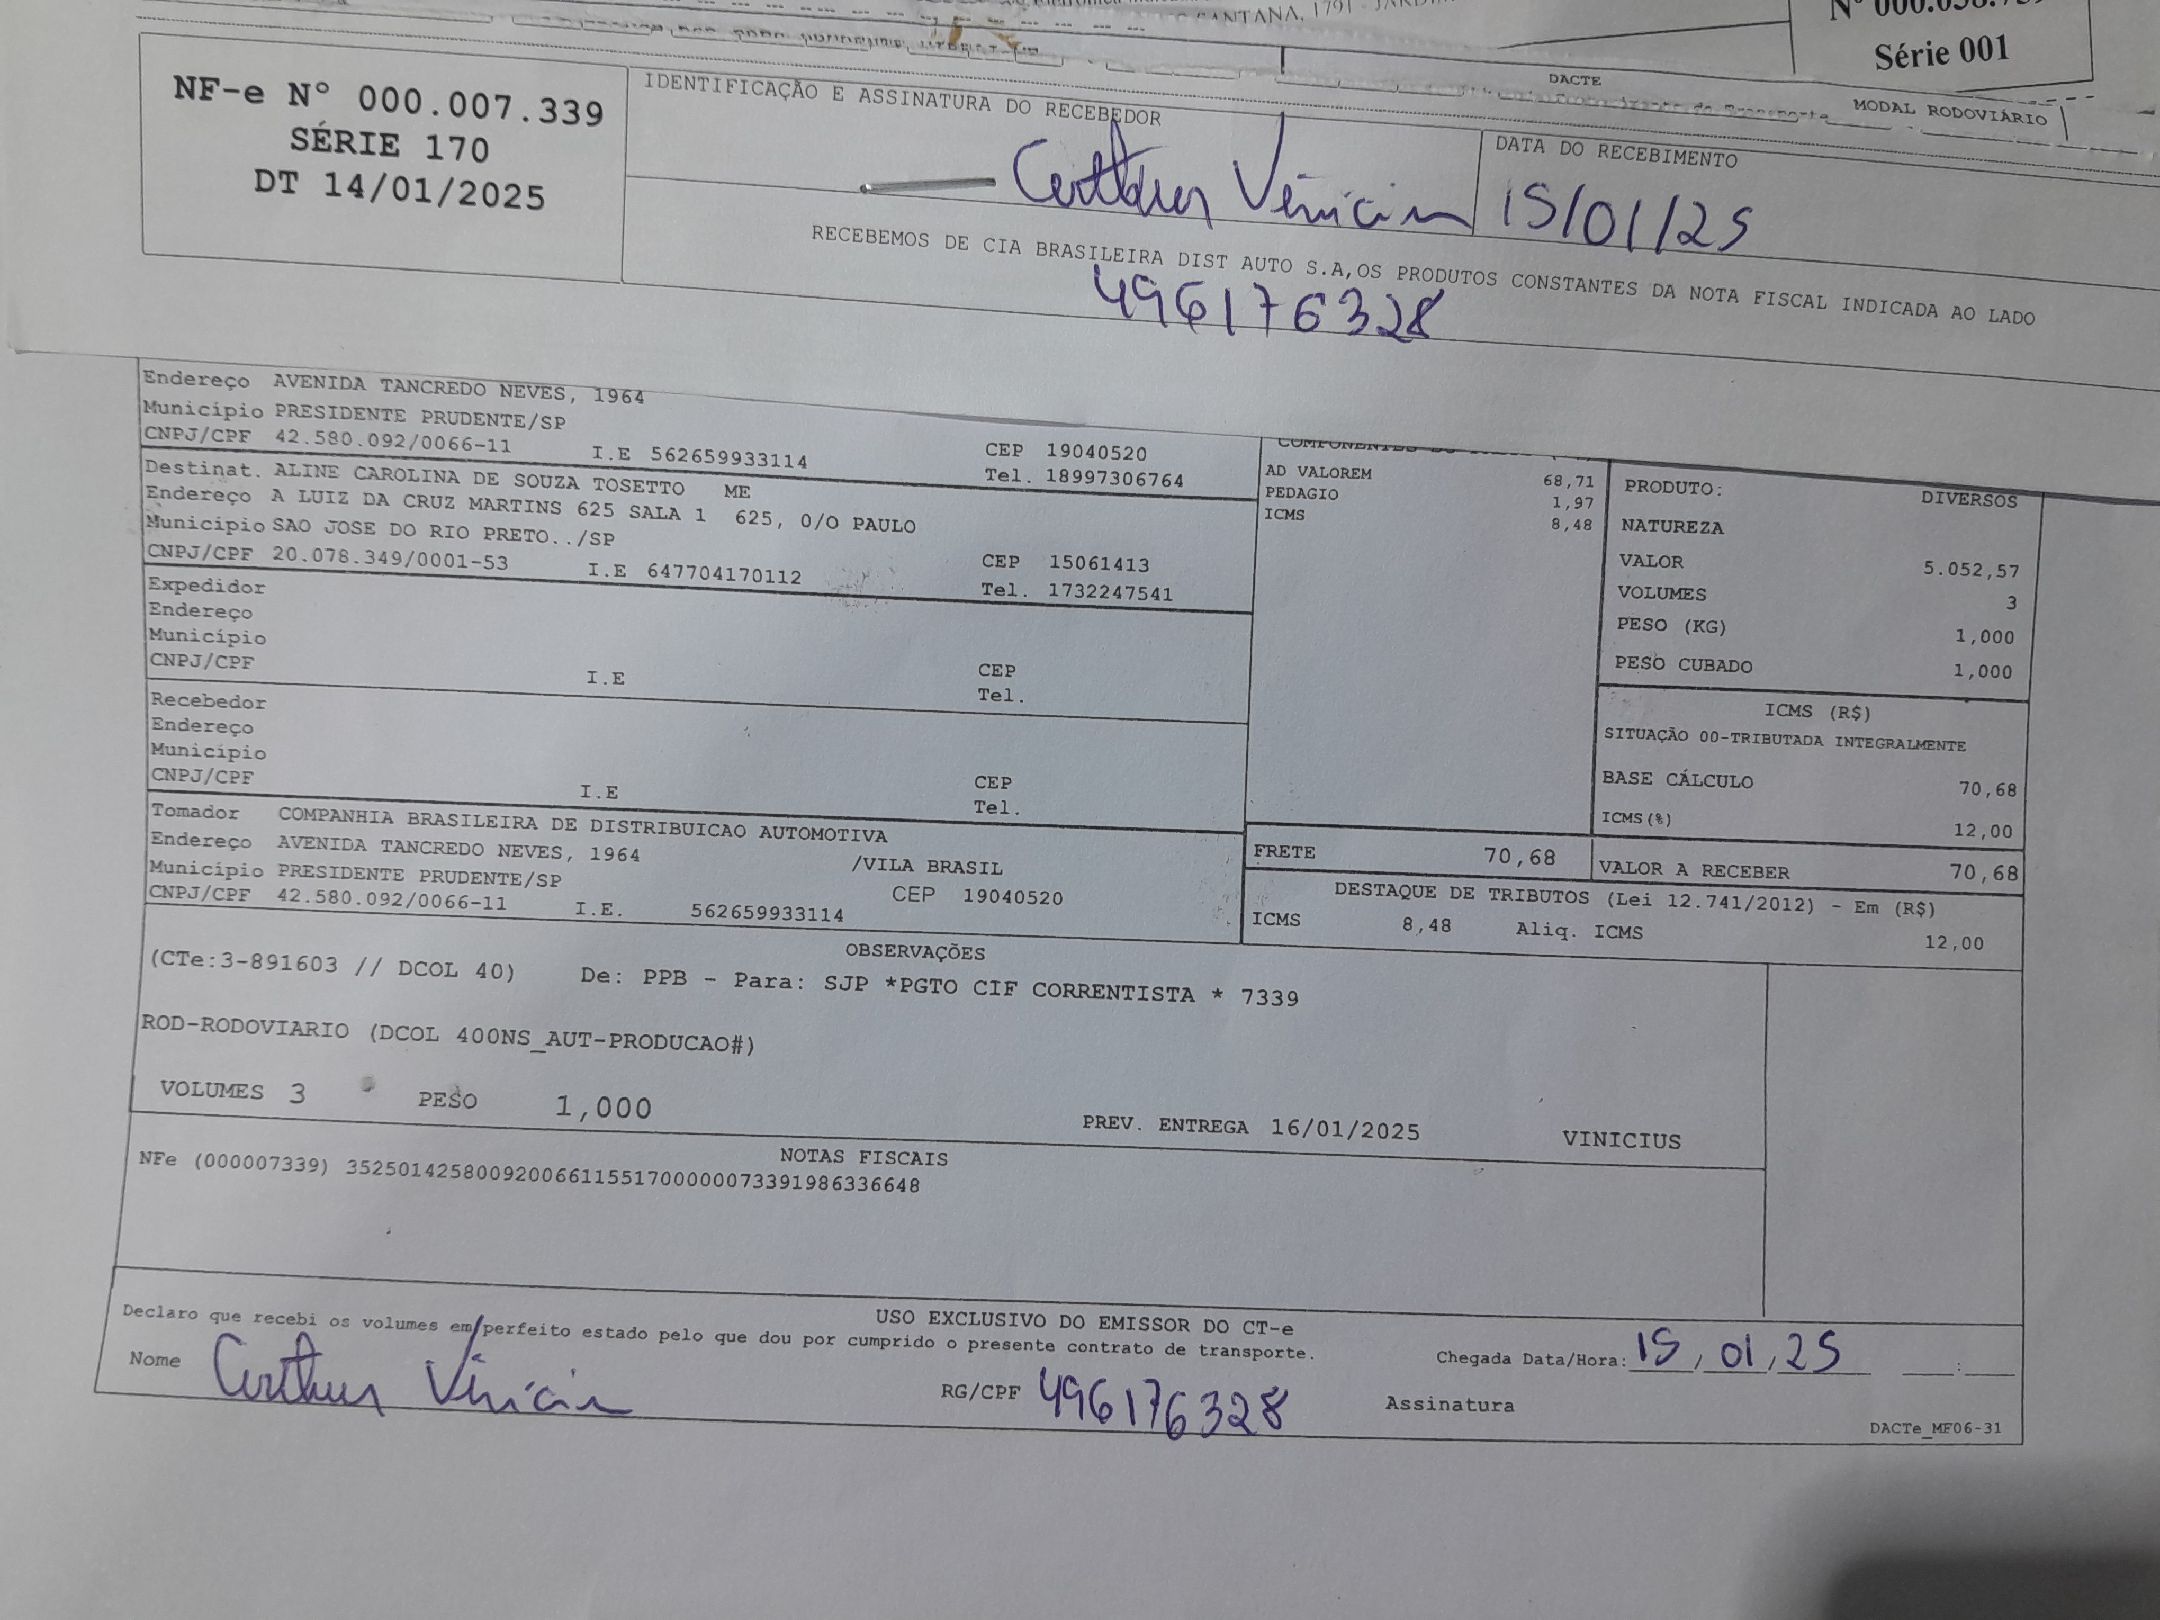 SANTANA, 1791 - JARDI
Série 001
DACTE
MODAL RODOVIÁRIO
NF-e N° 000.007.339
SÉRIE 170
DT 14/01/2025
IDENTIFICAÇÃO E ASSINATURA DO RECEBEDOR
DATA DO RECEBIMENTO
15/01/25
RECEBEMOS DE CIA BRASILEIRA DIST AUTO S.A,OS PRODUTOS CONSTANTES DA NOTA FISCAL INDICADA AO LADO
496176328
Endereço AVENIDA TANCREDO NEVES, 1964
Município PRESIDENTE PRUDENTE/SP CEP 19040520
CNPJ/CPF 42.580.092/0066-11 I.E 562659933114 Tel. 18997306764
Destinat. ALINE CAROLINA DE SOUZA TOSETTO ME
Endereço A LUIZ DA CRUZ MARTINS 625 SALA 1 625, O/O PAULO
Município SAO JOSE DO RIO PRETO../SP CEP 15061413
CNPJ/CPF 20.078.349/0001-53 I.E 647704170112 Tel. 1732247541
Expedidor
Endereço
Município CEP
CNPJ/CPF I.E Tel.
Recebedor
Endereço
Município CEP
CNPJ/CPF I.E Tel.
Tomador COMPANHIA BRASILEIRA DE DISTRIBUICAO AUTOMOTIVA
Endereço AVENIDA TANCREDO NEVES, 1964 /VILA BRASIL
Município PRESIDENTE PRUDENTE/SP CEP 19040520
CNPJ/CPF 42.580.092/0066-11 I.E. 562659933114
AD VALOREM 68,71
PEDAGIO 1,97
ICMS 8,48
PRODUTO: DIVERSOS
NATUREZA
VALOR 5.052,57
VOLUMES 3
PESO (KG) 1,000
PESO CUBADO 1,000
ICMS (R$)
SITUAÇÃO 00-TRIBUTADA INTEGRALMENTE
BASE CÁLCULO 70,68
ICMS(%) 12,00
FRETE 70,68 VALOR A RECEBER 70,68
DESTAQUE DE TRIBUTOS (Lei 12.741/2012) - Em (R$)
ICMS 8,48 Aliq. ICMS 12,00
OBSERVAÇÕES
(CTe:3-891603 // DCOL 40) De: PPB - Para: SJP *PGTO CIF CORRENTISTA * 7339
ROD-RODOVIARIO (DCOL 400NS_AUT-PRODUCAO#)
VOLUMES 3 PESO 1,000 PREV. ENTREGA 16/01/2025 VINICIUS
NOTAS FISCAIS
NFe (000007339) 35250142580092006611551700000073391986336648
USO EXCLUSIVO DO EMISSOR DO CT-e
Declaro que recebi os volumes em perfeito estado pelo que dou por cumprido o presente contrato de transporte.
Chegada Data/Hora: 15/01/25 :
Nome RG/CPF 496176328 Assinatura
DACTe_MF06-31